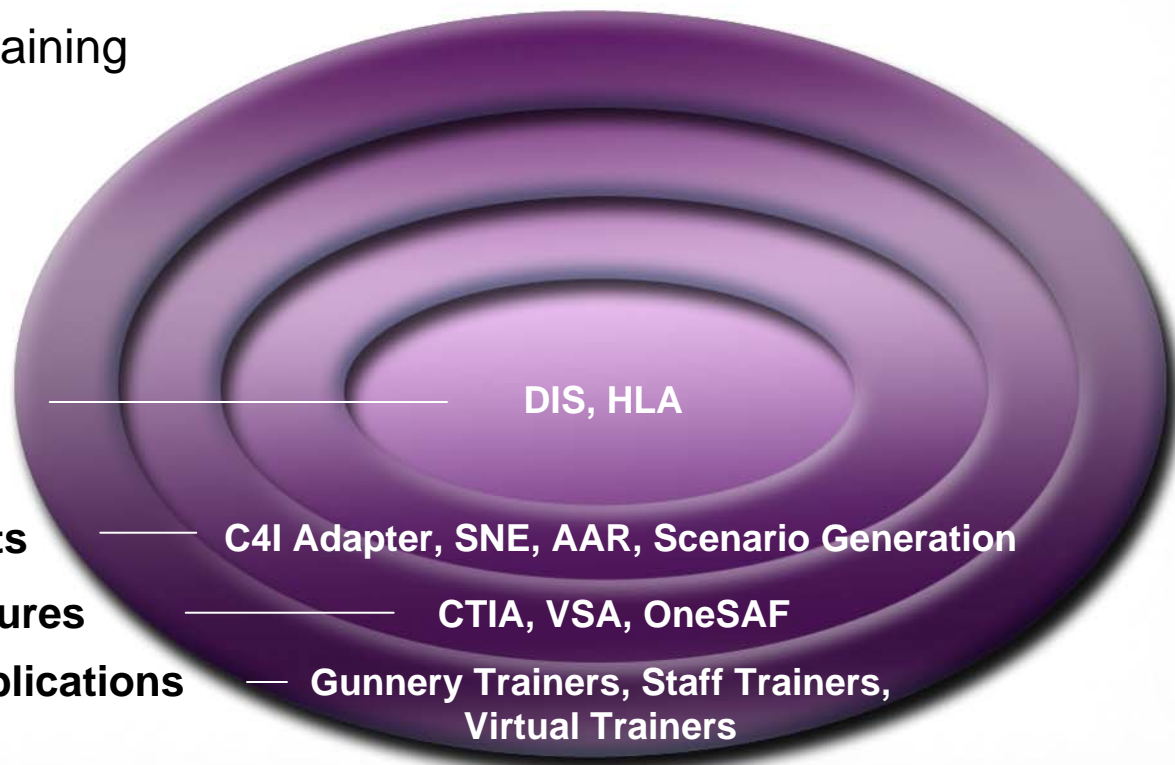 aining
DIS, HLA
ts C4I Adapter, SNE, AAR, Scenario Generation
ures CTIA, VSA, OneSAF
plications Gunnery Trainers, Staff Trainers,
Virtual Trainers